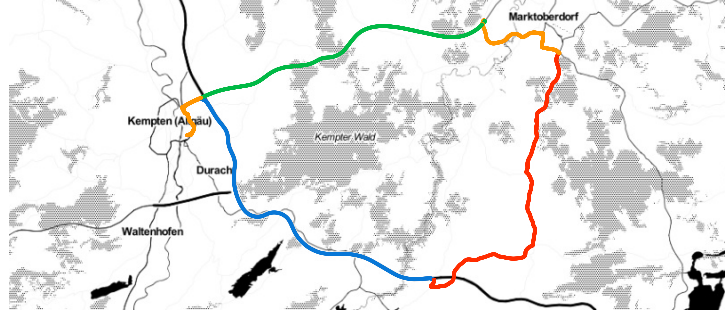 Marktoberdorf
Kempten (Allgäu)
Kempter Wald
Durach
Waltenhofen